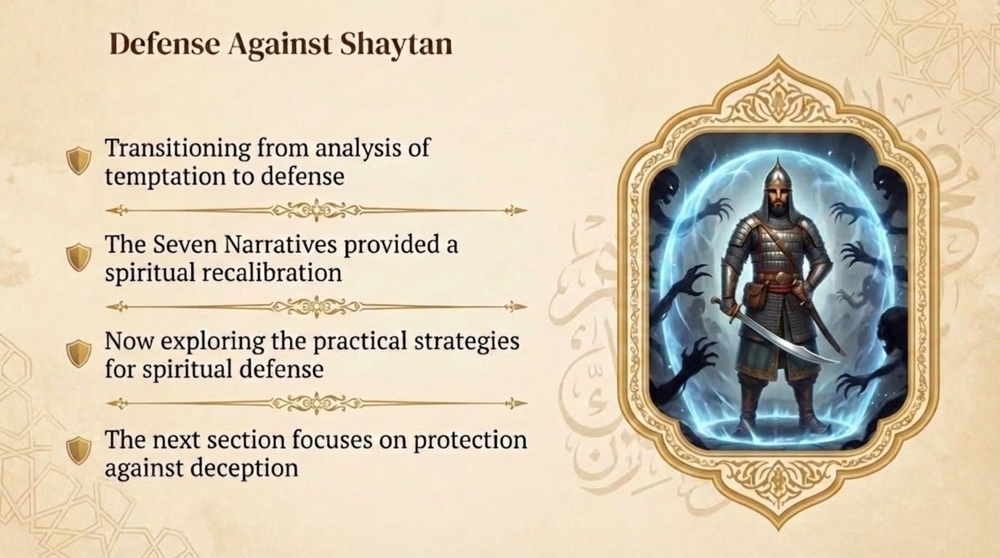 Defense Against Shaytan
Transitioning from analysis of
temptation to defense
The Seven Narratives provided a
spiritual recalibration
Now exploring the practical strategies
for spiritual defense
The next section focuses on protection
against deception